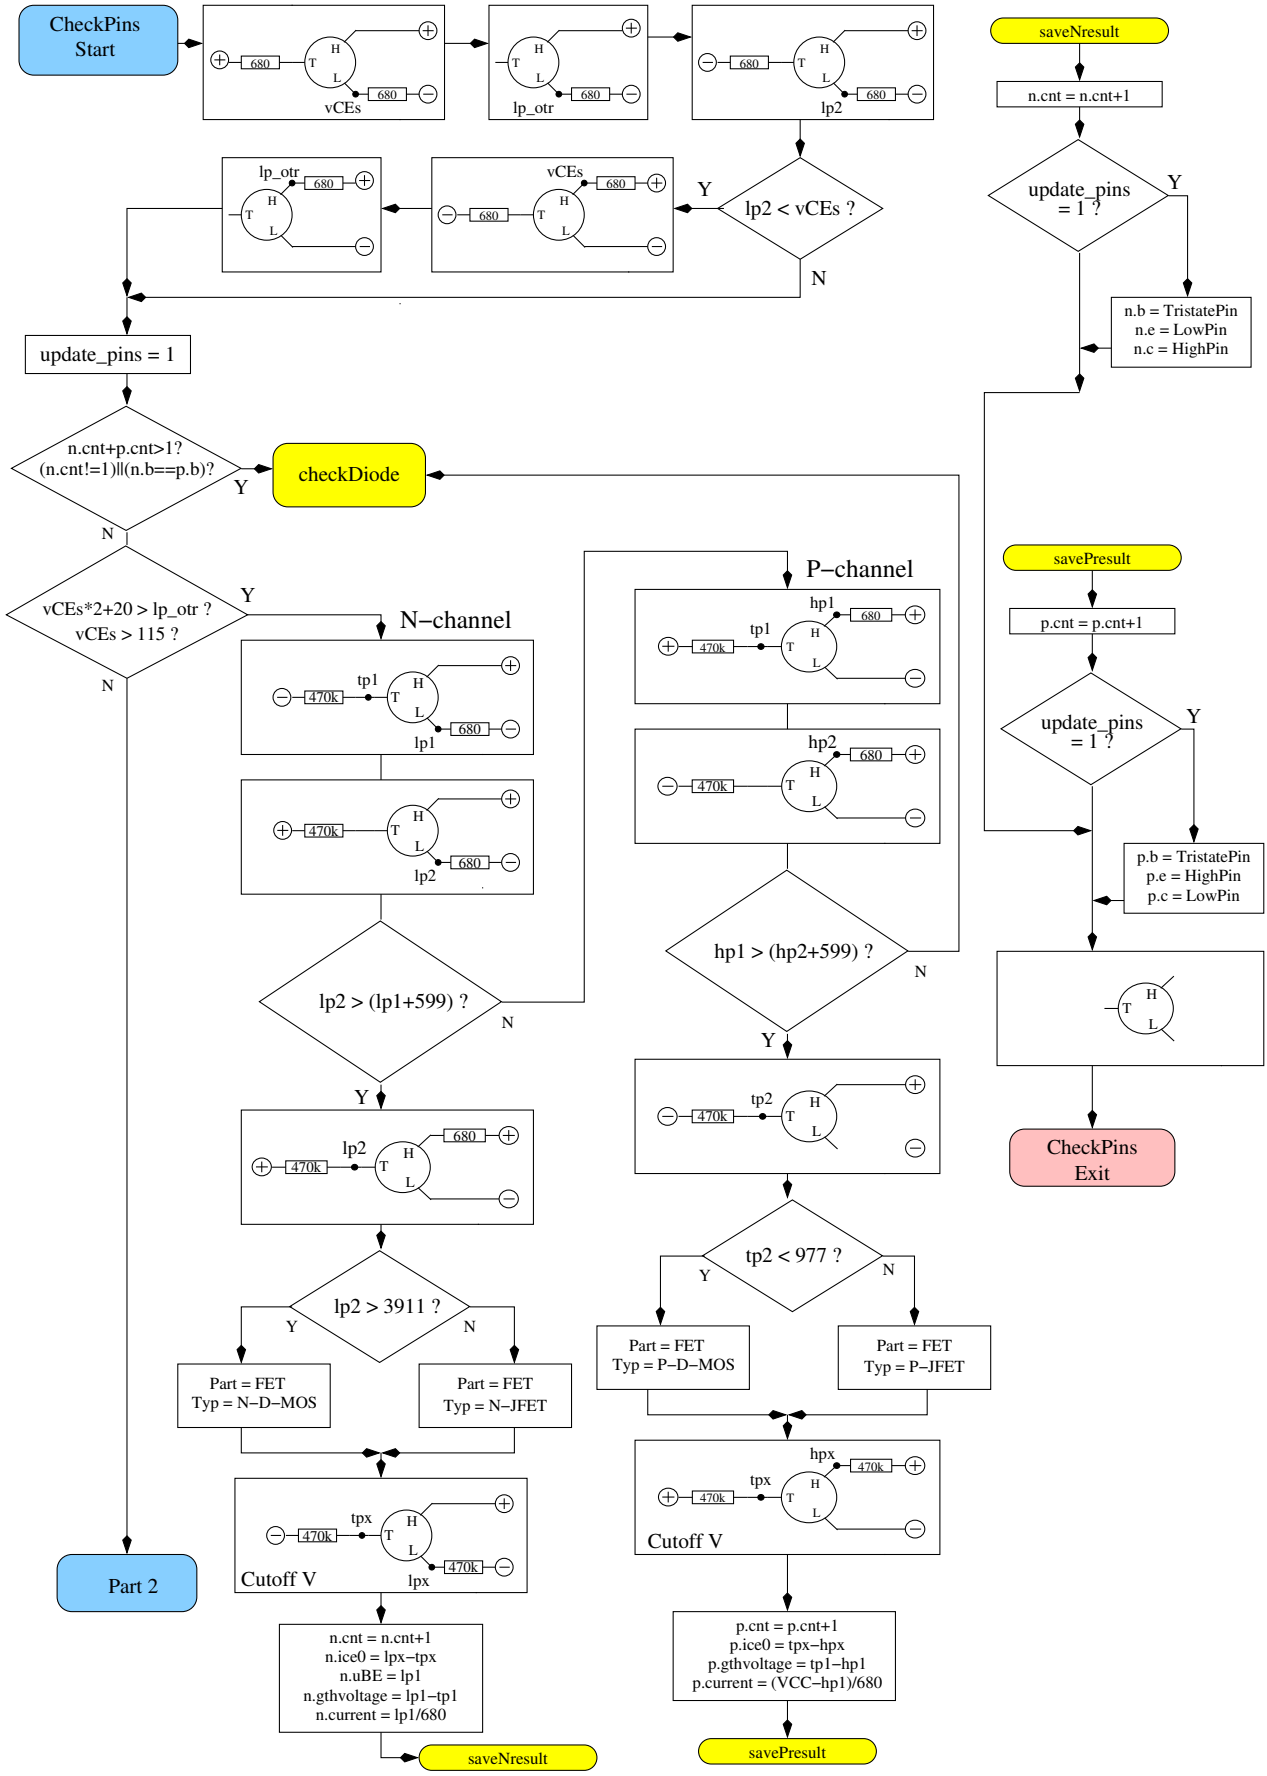 CheckPins
Start
+
680
T
H
L
+
680
−
vCEs
T
H
L
+
680
−
lp_otr
−
680
T
H
L
+
680
−
lp2
lp_otr
680
+
T
H
L
−
vCEs
680
+
−
680
T
H
L
−
Y
lp2 < vCEs ?
N
update_pins = 1
n.cnt+p.cnt>1?
(n.cnt!=1)||(n.b==p.b)?
Y
N
checkDiode
vCEs*2+20 > lp_otr ?
vCEs > 115 ?
Y
N
Part 2
N−channel
tp1
−
470k
T
H
L
+
680
−
lp1
+
470k
T
H
L
+
680
−
lp2
lp2 > (lp1+599) ?
N
Y
lp2
+
470k
T
H
L
680
+
−
lp2 > 3911 ?
Y
N
Part = FET
Typ = N−D−MOS
Part = FET
Typ = N−JFET
tpx
−
470k
T
H
L
+
470k
−
lpx
Cutoff V
n.cnt = n.cnt+1
n.ice0 = lpx−tpx
n.uBE = lp1
n.gthvoltage = lp1−tp1
n.current = lp1/680
saveNresult
P−channel
hp1
680
+
tp1
+
470k
T
H
L
−
hp2
680
+
−
470k
T
H
L
−
hp1 > (hp2+599) ?
N
Y
tp2
−
470k
T
H
L
+
−
tp2 < 977 ?
Y
N
Part = FET
Typ = P−D−MOS
Part = FET
Typ = P−JFET
hpx
470k
+
tpx
+
470k
T
H
L
−
Cutoff V
p.cnt = p.cnt+1
p.ice0 = tpx−hpx
p.gthvoltage = tp1−hp1
p.current = (VCC−hp1)/680
savePresult
saveNresult
n.cnt = n.cnt+1
update_pins
= 1 ?
Y
n.b = TristatePin
n.e = LowPin
n.c = HighPin
savePresult
p.cnt = p.cnt+1
update_pins
= 1 ?
Y
p.b = TristatePin
p.e = HighPin
p.c = LowPin
T
H
L
CheckPins
Exit